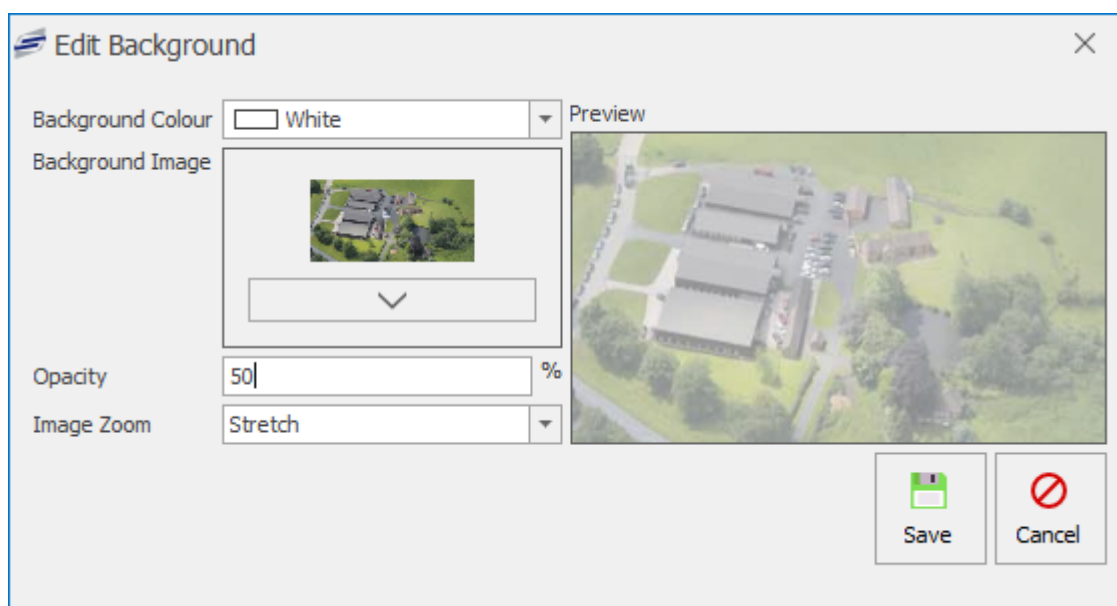 Edit Background
Background Colour
White
Preview
Background Image
Opacity
50
%
Image Zoom
Stretch
Save
Cancel